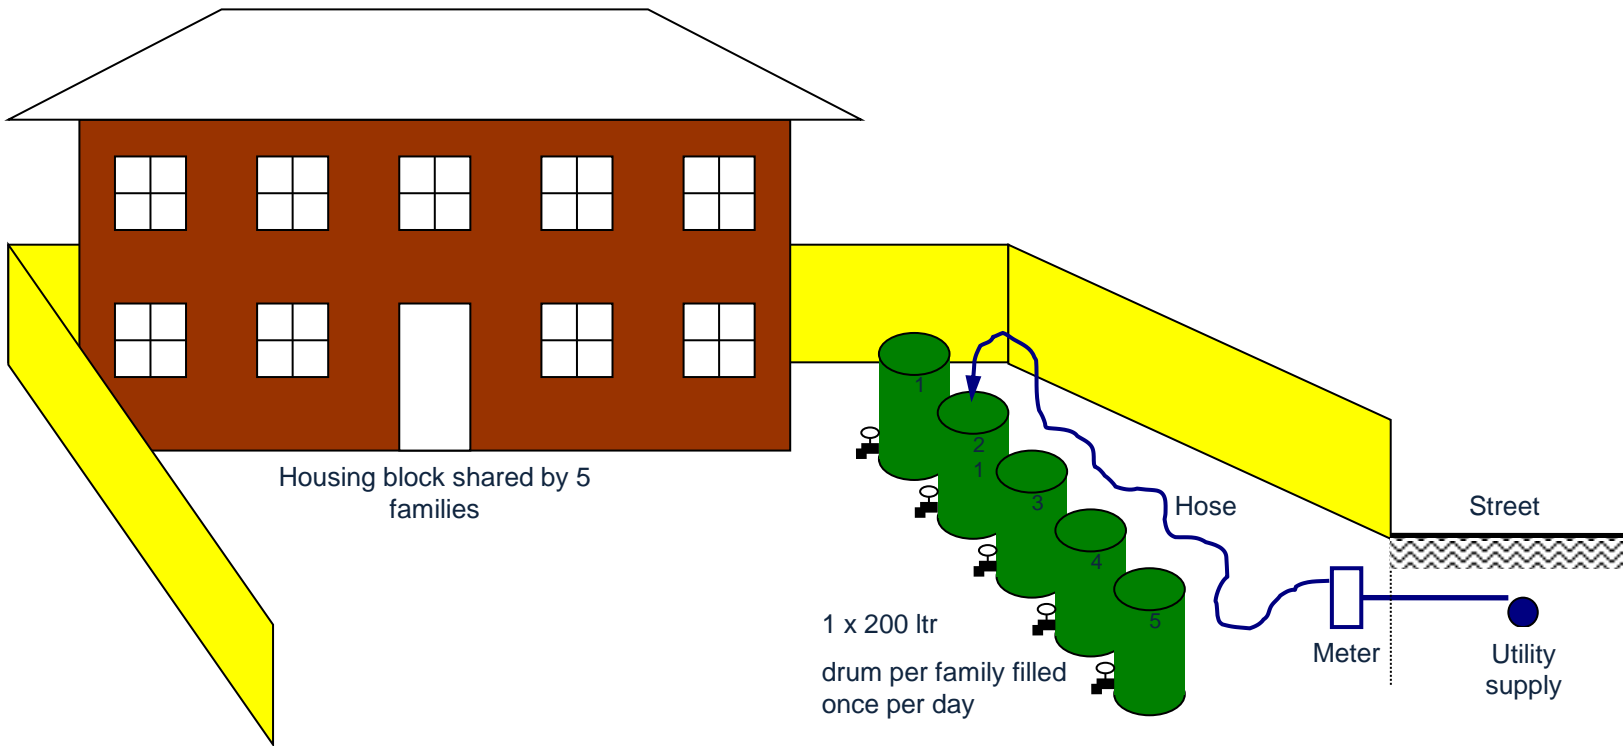 Housing block shared by 5
families
1
2
1
3
4
5
Hose
Street
1 x 200 ltr
drum per family filled
once per day
Meter
Utility
supply